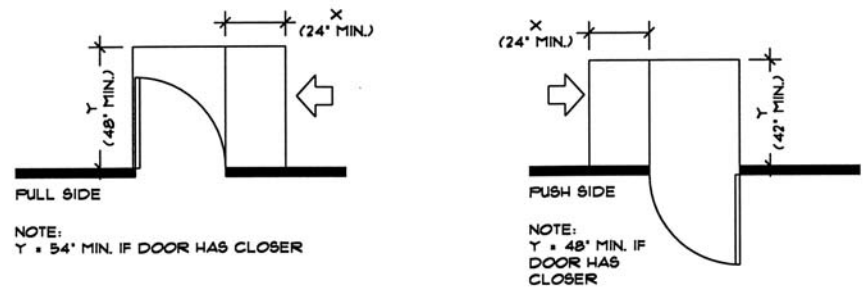 X
(24" MIN.)
Y
(48" MIN.)
PULL SIDE
NOTE:
Y = 54" MIN. IF DOOR HAS CLOSER
X
(24" MIN.)
Y
(42" MIN.)
PUSH SIDE
NOTE:
Y = 48" MIN. IF
DOOR HAS
CLOSER